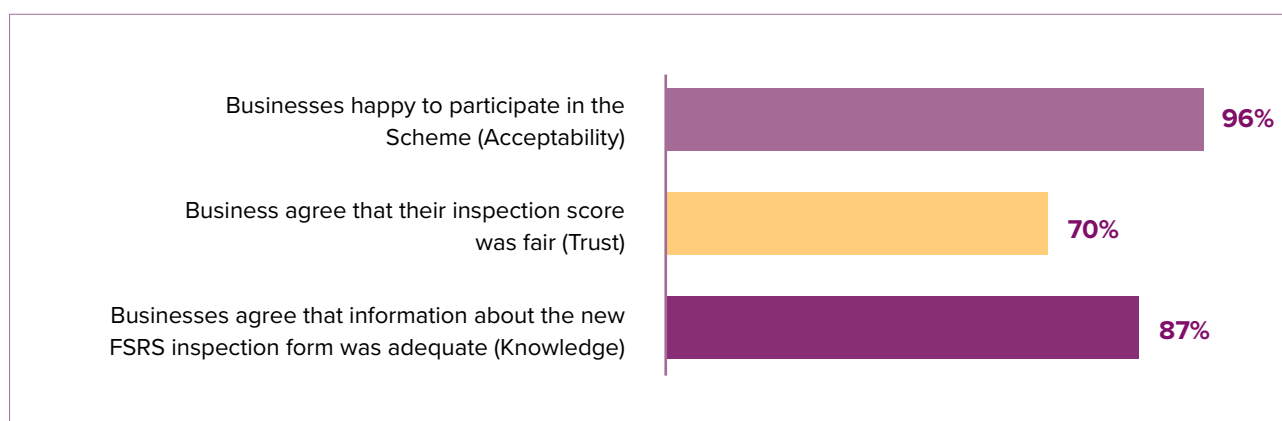 Businesses happy to participate in the
Scheme (Acceptability)
96%
Business agree that their inspection score
was fair (Trust)
70%
Businesses agree that information about the new
FSRS inspection form was adequate (Knowledge)
87%